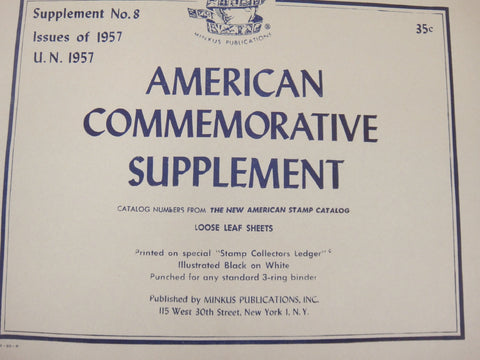 Supplement No. 8
Issues of 1957
U. N. 1957
MINKUS PUBLICATIONS
®
35c
AMERICAN
COMMEMORATIVE
SUPPLEMENT
CATALOG NUMBERS FROM THE NEW AMERICAN STAMP CATALOG
LOOSE LEAF SHEETS
Printed on special "Stamp Collectors Ledger"
Illustrated Black on White
Punched for any standard 3-ring binder
Published by MINKUS PUBLICATIONS, INC.
115 West 30th Street, New York 1, N. Y.